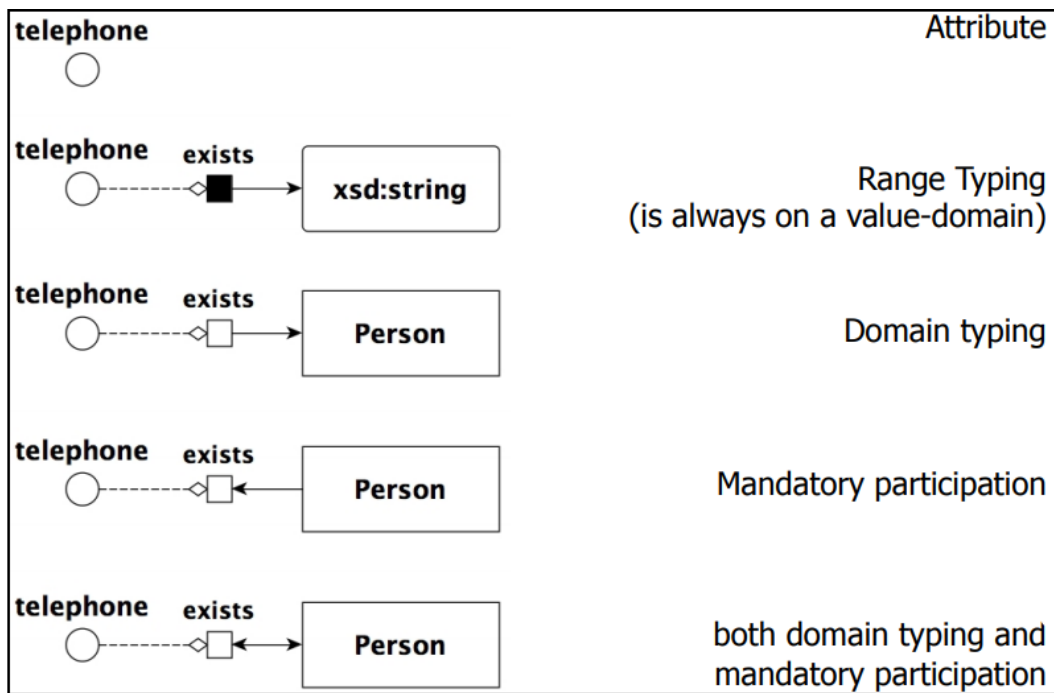 telephone
Attribute
telephone
exists
xsd:string
Range Typing
(is always on a value-domain)
telephone
exists
Person
Domain typing
telephone
exists
Person
Mandatory participation
telephone
exists
Person
both domain typing and
mandatory participation